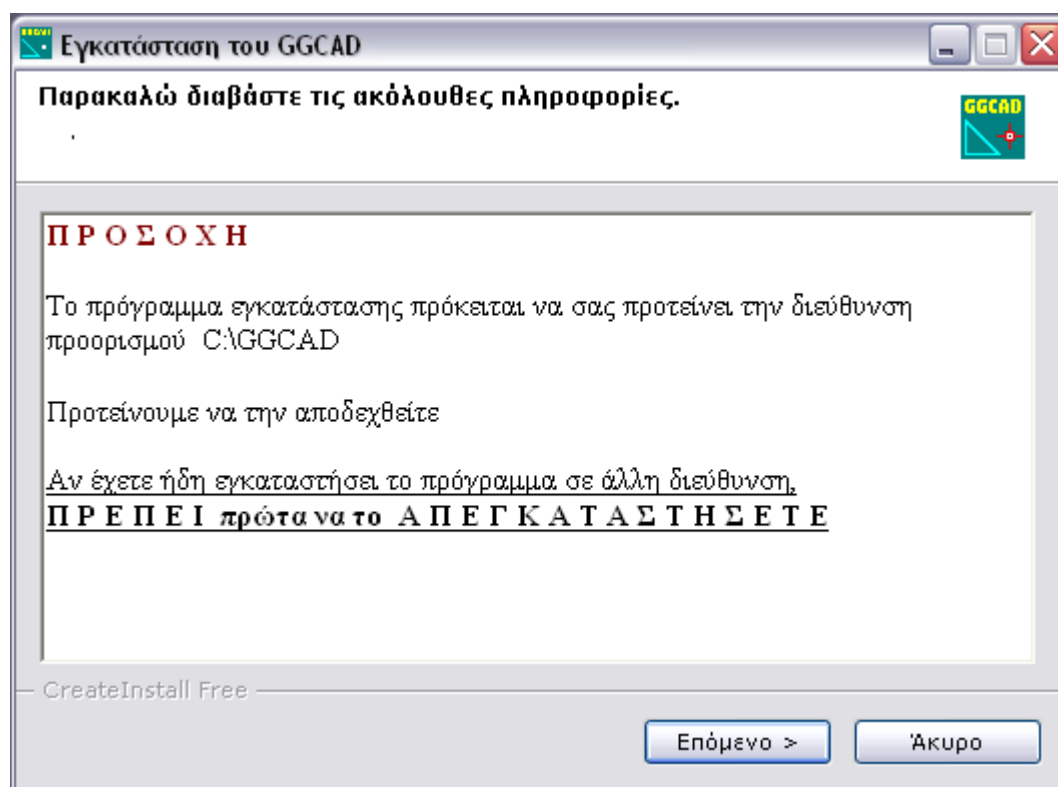 Εγκατάσταση του GGCAD
Παρακαλώ διαβάστε τις ακόλουθες πληροφορίες.
.
GGCAD
Π Ρ Ο Σ Ο Χ Η
Το πρόγραμμα εγκατάστασης πρόκειται να σας προτείνει την διεύθυνση
προορισμού C:\GGCAD
Προτείνουμε να την αποδεχθείτε
Αν έχετε ήδη εγκαταστήσει το πρόγραμμα σε άλλη διεύθυνση,
Π Ρ Ε Π Ε Ι πρώτα να το Α Π Ε Γ Κ Α Τ Α Σ Τ Η Σ Ε Τ Ε
CreateInstall Free
Επόμενο >
Άκυρο